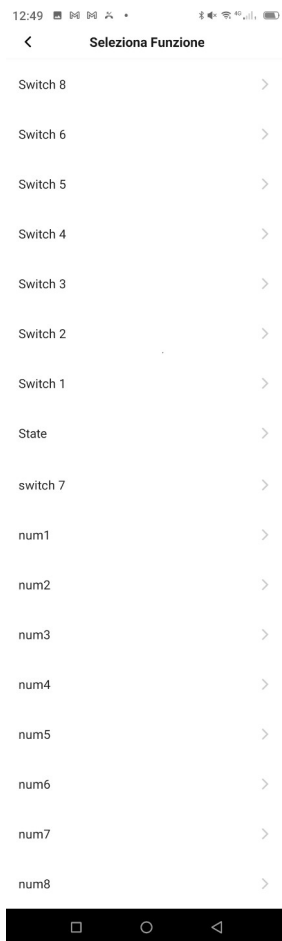 12:49
4G
Seleziona Funzione
Switch 8
Switch 6
Switch 5
Switch 4
Switch 3
Switch 2
Switch 1
State
switch 7
num1
num2
num3
num4
num5
num6
num7
num8